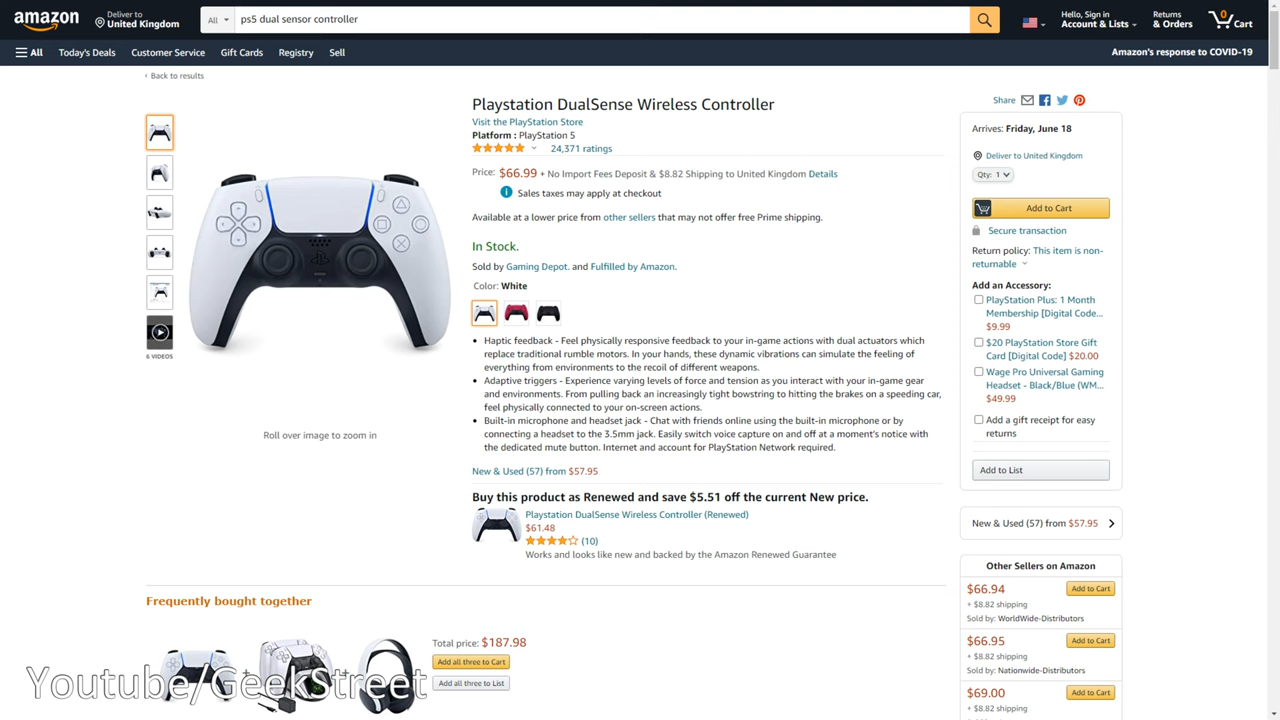 amazon
Deliver to
United Kingdom
All
ps5 dual sensor controller
Hello, Sign in
Account & Lists
Returns
& Orders
0
Cart
All
Today's Deals
Customer Service
Gift Cards
Registry
Sell
Amazon's response to COVID-19
‹ Back to results
6 VIDEOS
Roll over image to zoom in
Playstation DualSense Wireless Controller
Visit the PlayStation Store
Platform : PlayStation 5
24,371 ratings
Price: $66.99 + No Import Fees Deposit & $8.82 Shipping to United Kingdom Details
Sales taxes may apply at checkout
Available at a lower price from other sellers that may not offer free Prime shipping.
In Stock.
Sold by Gaming Depot. and Fulfilled by Amazon.
Color: White
• Haptic feedback - Feel physically responsive feedback to your in-game actions with dual actuators which
replace traditional rumble motors. In your hands, these dynamic vibrations can simulate the feeling of
everything from environments to the recoil of different weapons.
• Adaptive triggers - Experience varying levels of force and tension as you interact with your in-game gear
and environments. From pulling back an increasingly tight bowstring to hitting the brakes on a speeding car,
feel physically connected to your on-screen actions.
• Built-in microphone and headset jack - Chat with friends online using the built-in microphone or by
connecting a headset to the 3.5mm jack. Easily switch voice capture on and off at a moment's notice with
the dedicated mute button. Internet and account for PlayStation Network required.
New & Used (57) from $57.95
Buy this product as Renewed and save $5.51 off the current New price.
Playstation DualSense Wireless Controller (Renewed)
$61.48
(10)
Works and looks like new and backed by the Amazon Renewed Guarantee
Share
Arrives: Friday, June 18
Deliver to United Kingdom
Qty: 1
Add to Cart
Secure transaction
Return policy: This item is non-
returnable
Add an Accessory:
PlayStation Plus: 1 Month
Membership [Digital Code...
$9.99
$20 PlayStation Store Gift
Card [Digital Code] $20.00
Wage Pro Universal Gaming
Headset - Black/Blue (WM...
$49.99
Add a gift receipt for easy
returns
Add to List
New & Used (57) from $57.95
Other Sellers on Amazon
$66.94
Add to Cart
+ $8.82 shipping
Sold by: WorldWide-Distributors
$66.95
Add to Cart
+ $8.82 shipping
Sold by: Nationwide-Distributors
$69.00
Add to Cart
+ $8.82 shipping
Frequently bought together
Total price: $187.98
Add all three to Cart
Add all three to List
Youtube/GeekStreet